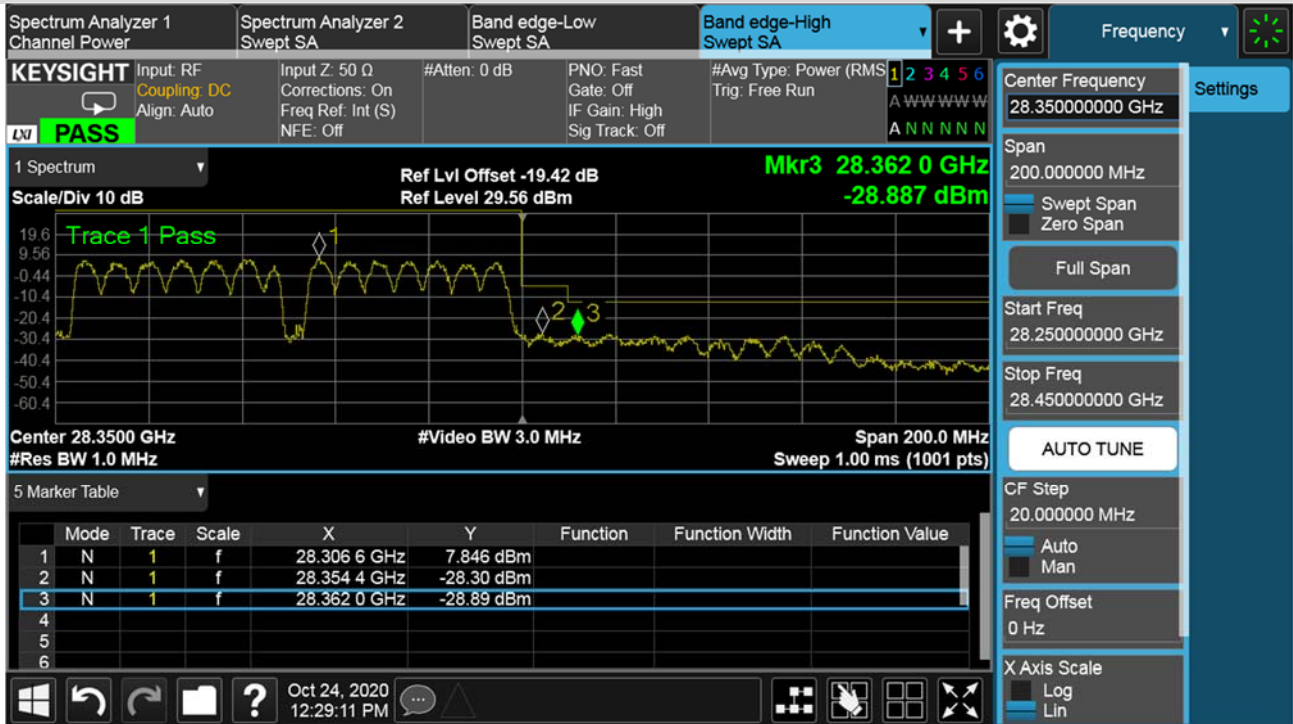 Spectrum Analyzer 1
Channel Power
Spectrum Analyzer 2
Swept SA
Band edge-Low
Swept SA
Band edge-High
Swept SA
+
Frequency
KEYSIGHT
LXI PASS
Input: RF
Coupling: DC
Align: Auto
Input Z: 50 Ω
Corrections: On
Freq Ref: Int (S)
NFE: Off
#Atten: 0 dB
PNO: Fast
Gate: Off
IF Gain: High
Sig Track: Off
#Avg Type: Power (RMS
Trig: Free Run
1 2 3 4 5 6
A W W W W W
A N N N N N
1 Spectrum
Scale/Div 10 dB
Ref Lvl Offset -19.42 dB
Ref Level 29.56 dBm
Mkr3 28.362 0 GHz
-28.887 dBm
Trace 1 Pass
19.6
9.56
-0.44
-10.4
-20.4
-30.4
-40.4
-50.4
-60.4
1
2
3
Center 28.3500 GHz
#Video BW 3.0 MHz
Span 200.0 MHz
#Res BW 1.0 MHz
Sweep 1.00 ms (1001 pts)
5 Marker Table
Mode Trace Scale X Y Function Function Width Function Value
1 N 1 f 28.306 6 GHz 7.846 dBm
2 N 1 f 28.354 4 GHz -28.30 dBm
3 N 1 f 28.362 0 GHz -28.89 dBm
4
5
6
?
Oct 24, 2020
12:29:11 PM
Settings
Center Frequency
28.350000000 GHz
Span
200.000000 MHz
Swept Span
Zero Span
Full Span
Start Freq
28.250000000 GHz
Stop Freq
28.450000000 GHz
AUTO TUNE
CF Step
20.000000 MHz
Auto
Man
Freq Offset
0 Hz
X Axis Scale
Log
Lin